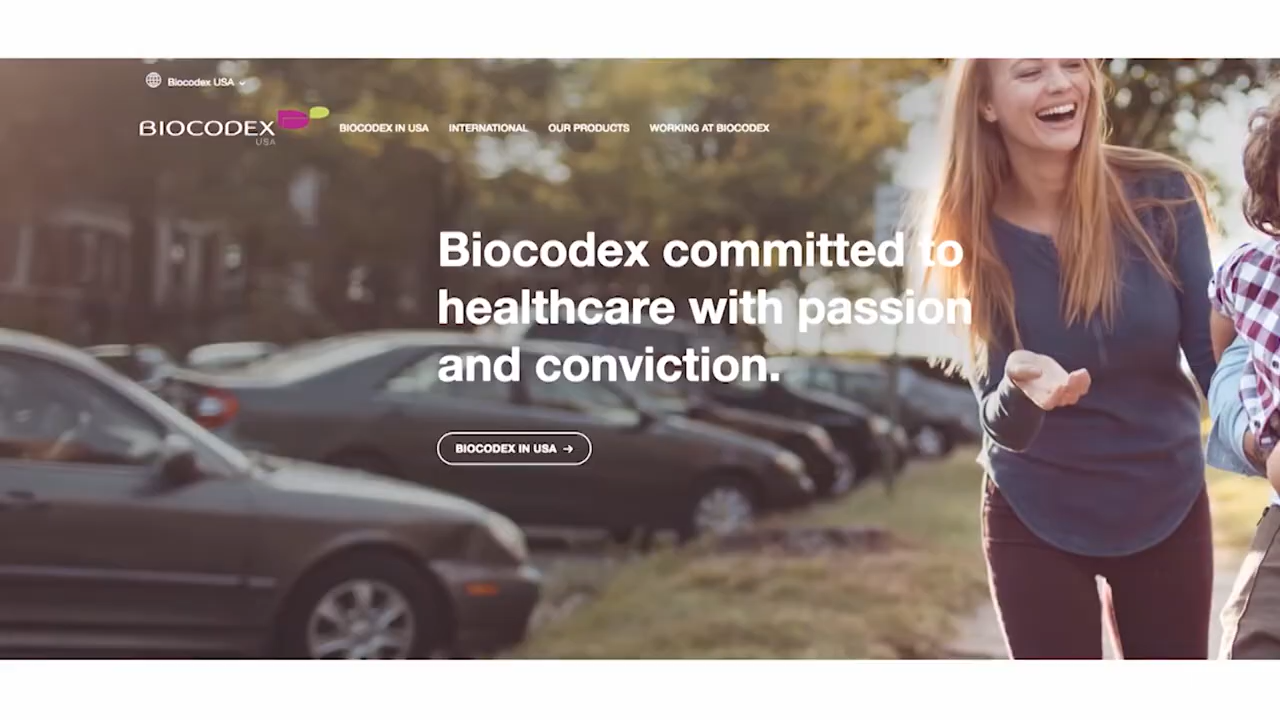 Biocodex USA
BIOCODEX
USA
BIOCODEX IN USA INTERNATIONAL OUR PRODUCTS WORKING AT BIOCODEX
Biocodex committed to
healthcare with passion
and conviction.
BIOCODEX IN USA →